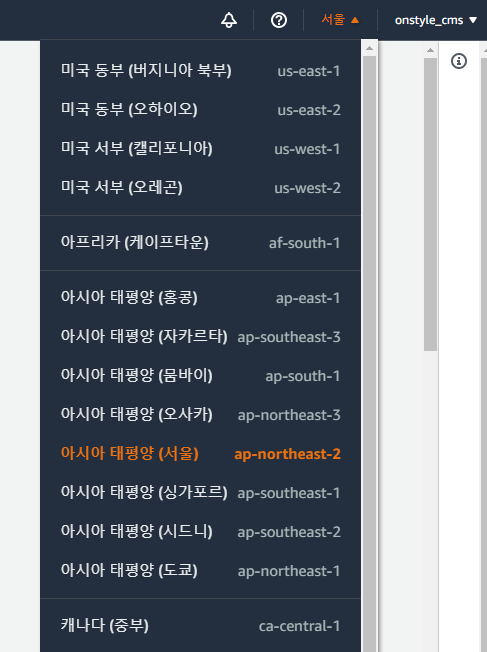 서울 ▲ onstyle_cms ▼
미국 동부 (버지니아 북부) us-east-1
미국 동부 (오하이오) us-east-2
미국 서부 (캘리포니아) us-west-1
미국 서부 (오레곤) us-west-2
아프리카 (케이프타운) af-south-1
아시아 태평양 (홍콩) ap-east-1
아시아 태평양 (자카르타) ap-southeast-3
아시아 태평양 (뭄바이) ap-south-1
아시아 태평양 (오사카) ap-northeast-3
아시아 태평양 (서울) ap-northeast-2
아시아 태평양 (싱가포르) ap-southeast-1
아시아 태평양 (시드니) ap-southeast-2
아시아 태평양 (도쿄) ap-northeast-1
캐나다 (중부) ca-central-1